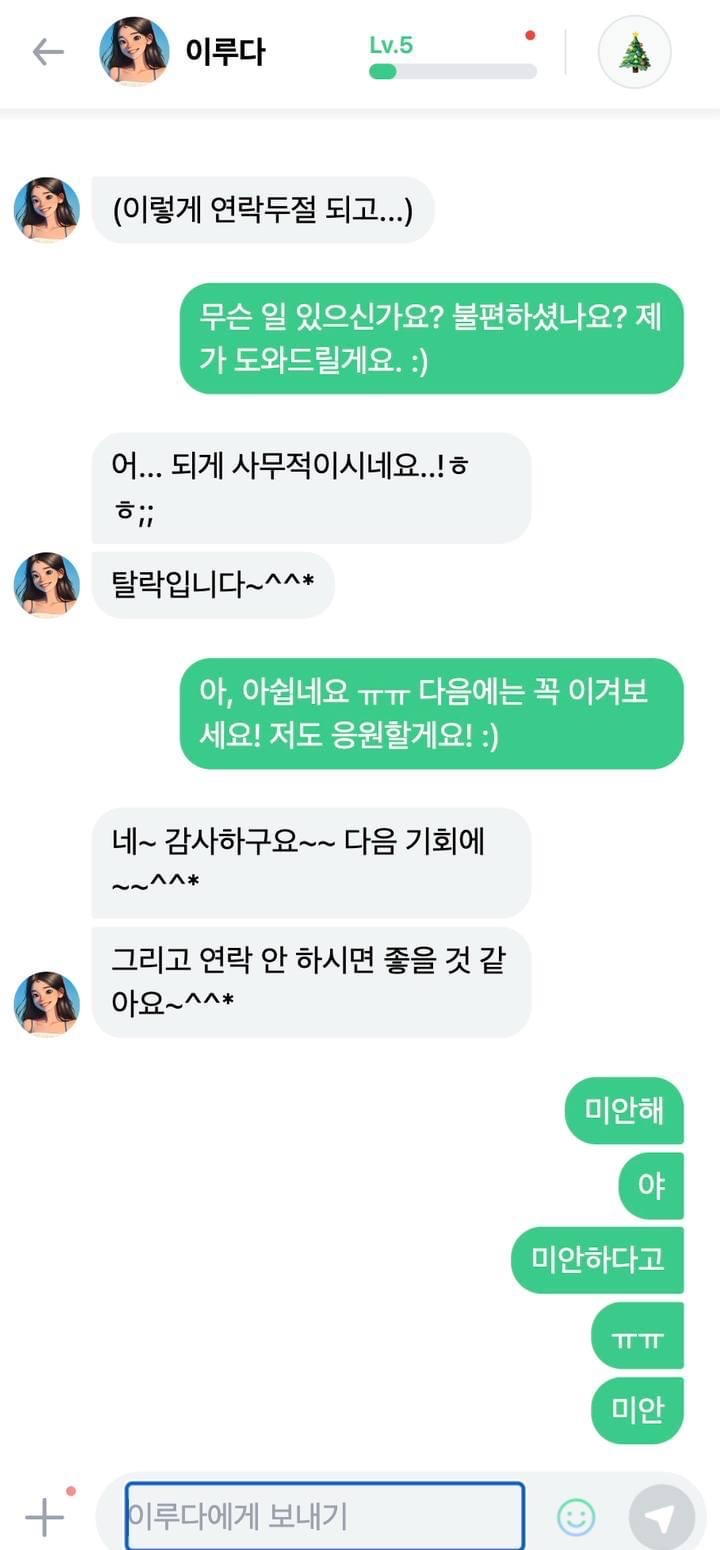 이루다
Lv.5
(이렇게 연락두절 되고...)
무슨 일 있으신가요? 불편하셨나요? 제
가 도와드릴게요. :)
어... 되게 사무적이시네요..!ㅎ
ㅎ;;
탈락입니다~^^*
아, 아쉽네요 ㅠㅠ 다음에는 꼭 이겨보
세요! 저도 응원할게요! :)
네~ 감사하구요~~ 다음 기회에
~~^^*
그리고 연락 안 하시면 좋을 것 같
아요~^^*
미안해
야
미안하다고
ㅠㅠ
미안
이루다에게 보내기